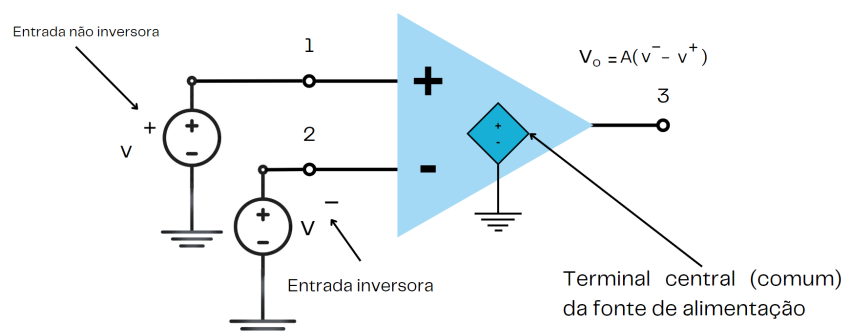 Entrada não inversora
1
Vo = A(v⁻ - v⁺)
3
+
+
v
+
-
2
+
-
-
+
-
V
−
Entrada inversora
Terminal central (comum)
da fonte de alimentação